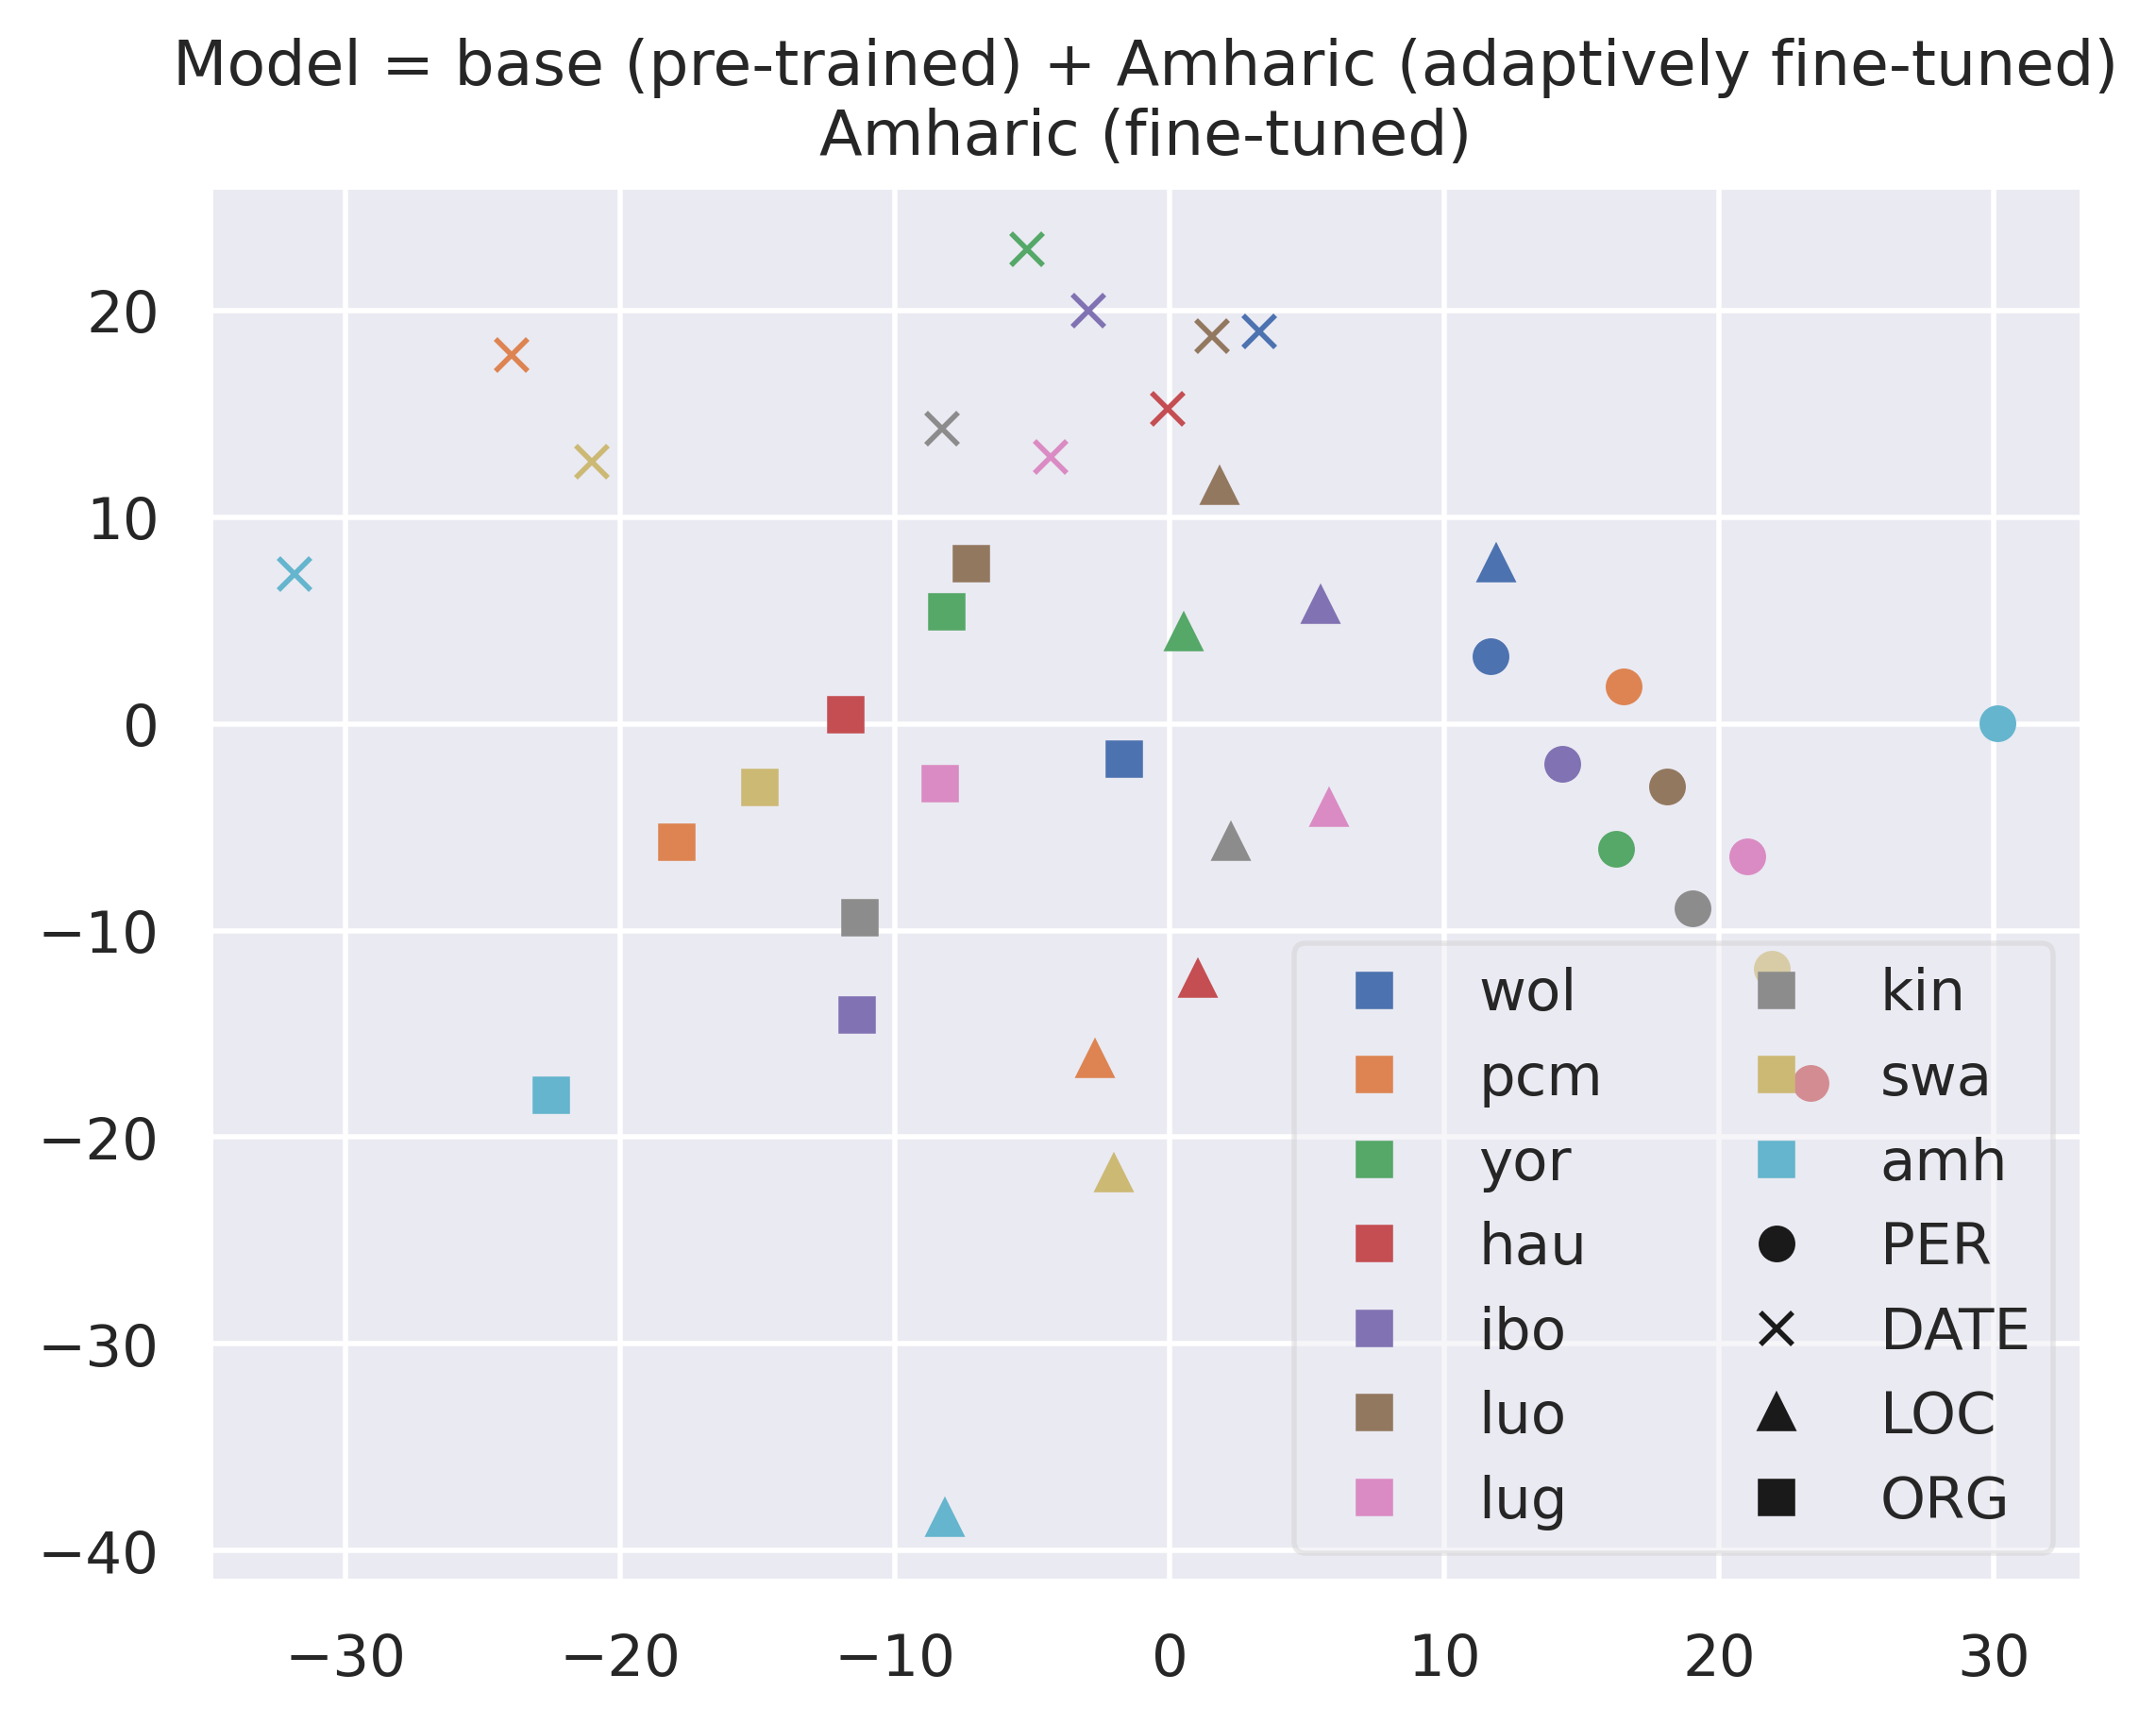 Model = base (pre-trained) + Amharic (adaptively fine-tuned)
Amharic (fine-tuned)
20
10
0
−10
−20
−30
−40
−30
−20
−10
0
10
20
30
wol
pcm
yor
hau
ibo
luo
lug
kin
swa
amh
PER
DATE
LOC
ORG